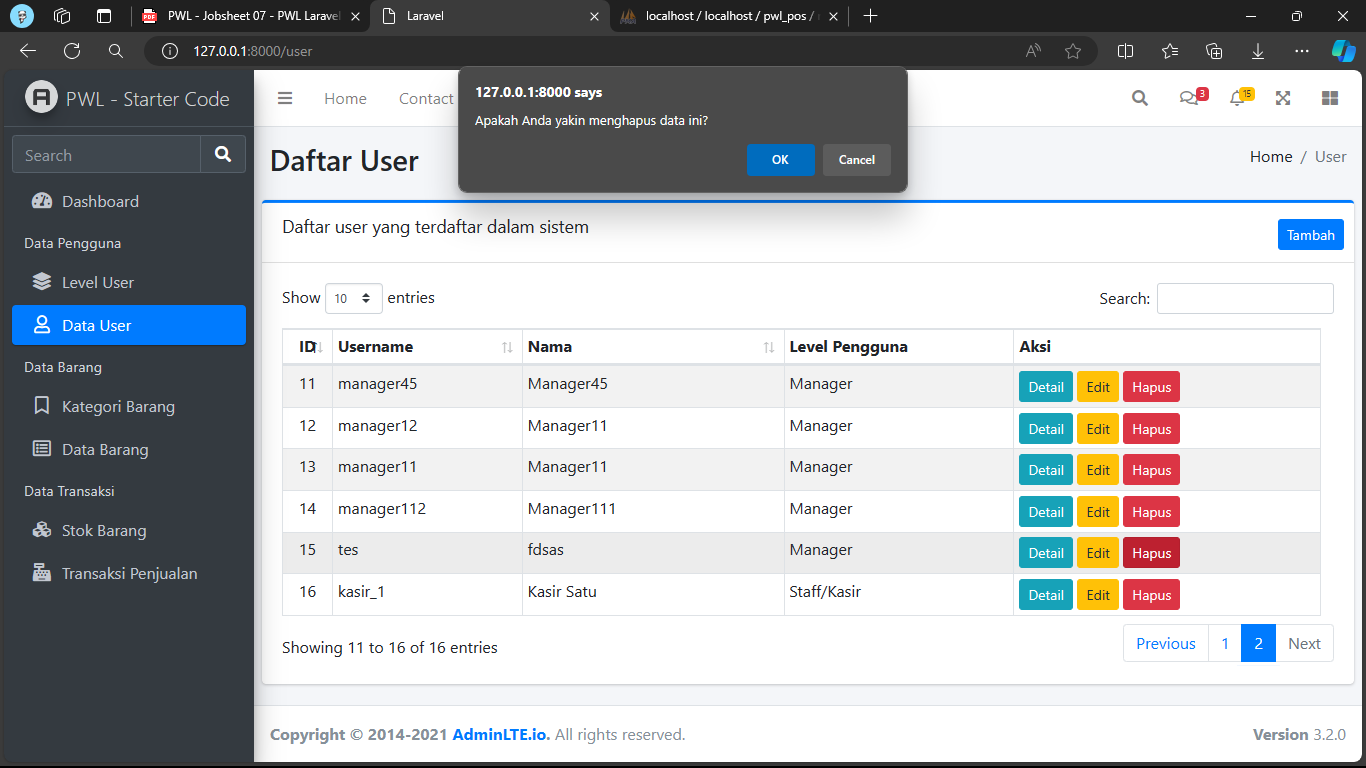 PWL - Jobsheet 07 - PWL Laravel
Laravel
localhost / localhost / pwl_pos /
127.0.0.1:8000/user
PWL - Starter Code
Home
Contact
3
15
127.0.0.1:8000 says
Apakah Anda yakin menghapus data ini?
OK
Cancel
Search
Dashboard
Data Pengguna
Level User
Data User
Data Barang
Kategori Barang
Data Barang
Data Transaksi
Stok Barang
Transaksi Penjualan
Daftar User
Home / User
Daftar user yang terdaftar dalam sistem
Tambah
Show 10 entries
Search:
ID Username Nama Level Pengguna Aksi
11 manager45 Manager45 Manager Detail Edit Hapus
12 manager12 Manager11 Manager Detail Edit Hapus
13 manager11 Manager11 Manager Detail Edit Hapus
14 manager112 Manager111 Manager Detail Edit Hapus
15 tes fdsas Manager Detail Edit Hapus
16 kasir_1 Kasir Satu Staff/Kasir Detail Edit Hapus
Showing 11 to 16 of 16 entries
Previous 1 2 Next
Copyright © 2014-2021 AdminLTE.io. All rights reserved.
Version 3.2.0